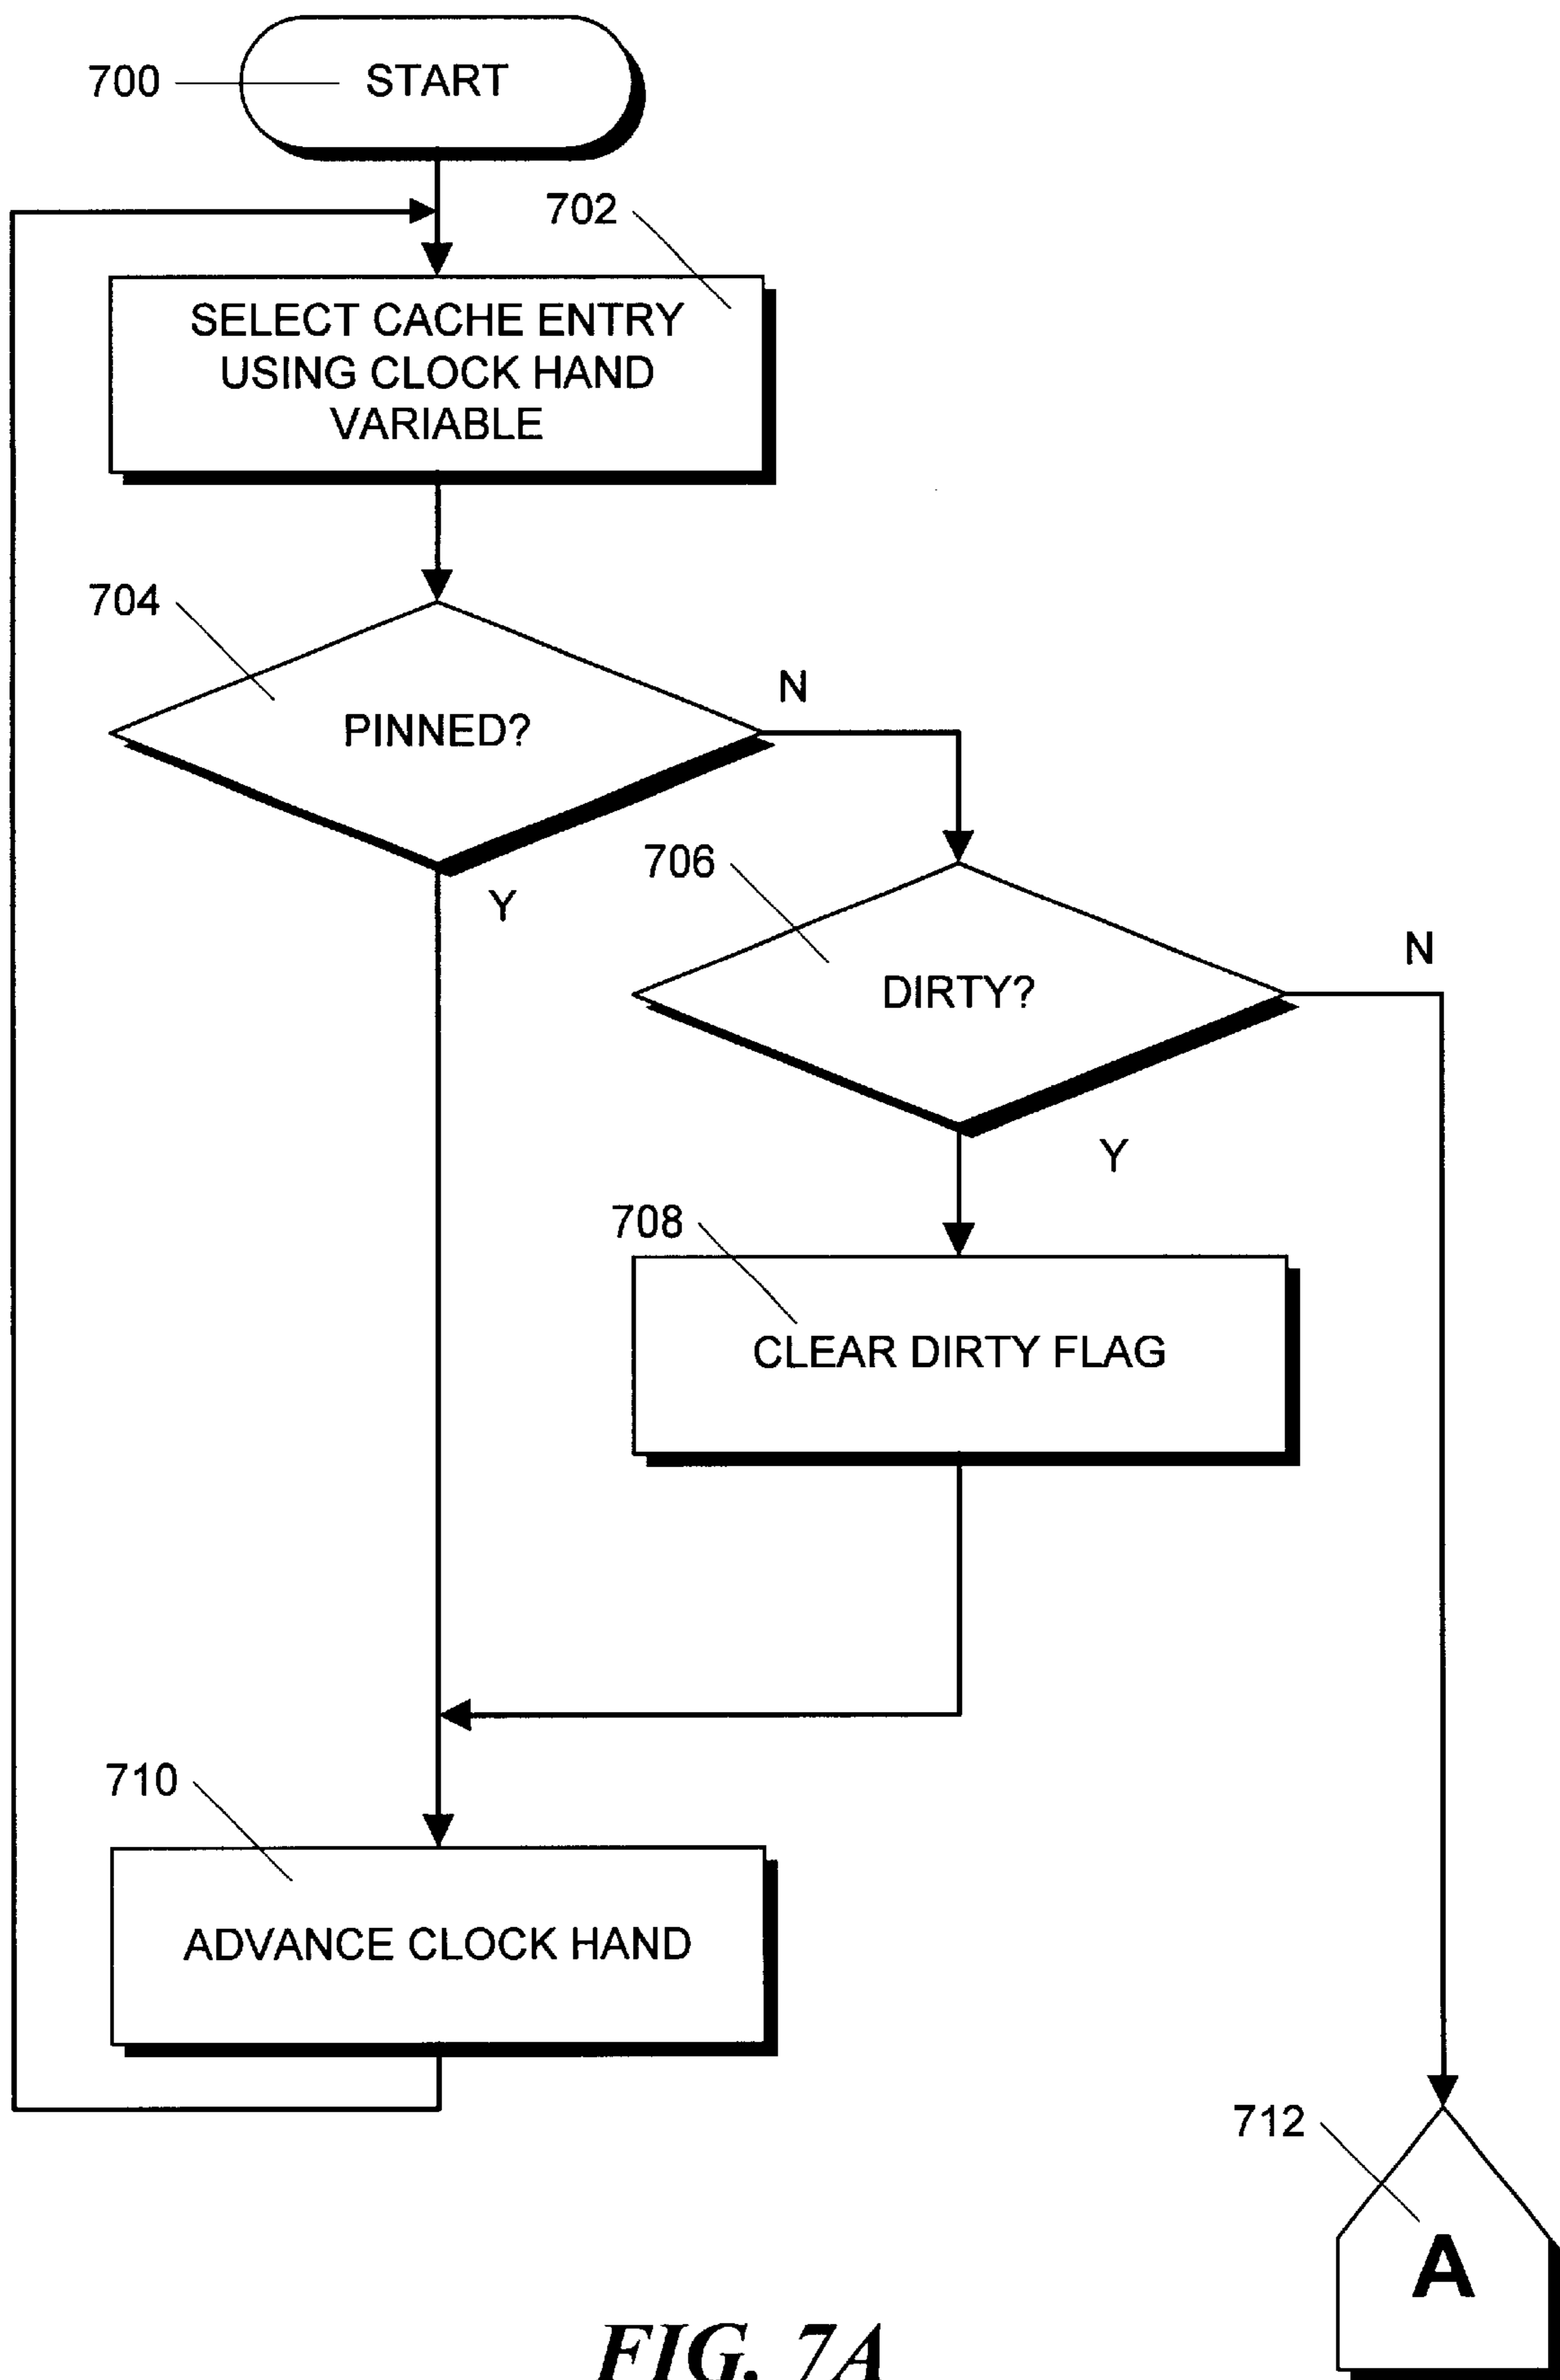 700
START
702
SELECT CACHE ENTRY
USING CLOCK HAND
VARIABLE
704
PINNED?
N
Y
706
DIRTY?
N
Y
708
CLEAR DIRTY FLAG
710
ADVANCE CLOCK HAND
712
A
FIG. 7A